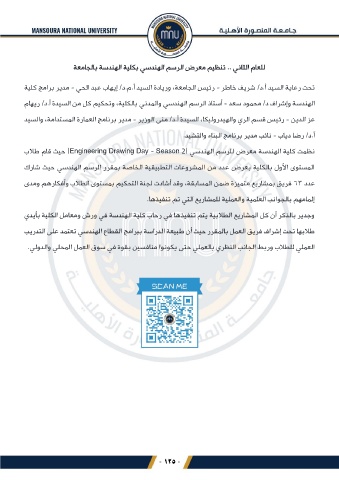 MANSOURA NATIONAL UNIVERSITY
جـامـعـة المنصـورة الأهـليـة
للعام الثاني .. تنظيم معرض الرسم الهندسي بكلية الهندسة بالجامعة
تحت رعاية السيد أ.د/ شريف خاطر - رئيس الجامعة، وريادة السيد أ.م.د/ إيهاب عبد الحي - مدير برامج كلية
الهندسة وإشراف د/ محمود سعد - أستاذ الرسم الهندسي والمدني بالكلية، وتحكيم كل من السيدة أ.د/ ريهام
عز الدين - رئيس قسم الري والهيدروليكا، السيدة أ.د/ منى الوزير - مدير برنامج العمارة المستدامة، والسيد
أ.د/ رضا دياب - نائب مدير برنامج البناء والتشييد
نظمت كلية الهندسة معرض للرسم الهندسي (Engineering Drawing Day - Season 2) حيث قام طلاب
المستوى الأول بالكلية بعرض عدد من المشروعات التطبيقية الخاصة بمقرر الرسم الهندسي حيث شارك
عدد ٦٣ فريق بمشاريع متميزة ضمن المسابقة، وقد أشادت لجنة التحكيم بمستوى الطلاب وأفكارهم ومدى
إلمامهم بالجوانب العلمية والعملية للمشاريع التي تم تنفيذها.
وجدير بالذكر أن كل المشاريع الطلابية يتم تنفيذها في رحاب كلية الهندسة في ورش ومعامل الكلية بأيدي
طلابها تحت إشراف فريق العمل بالمقرر حيث أن طبيعة الدراسة ببرامج القطاع الهندسي تعتمد على التدريب
العملي للطلاب وربط الجانب النظري بالعملي حتى يكونوا منافسين بقوة في سوق العمل المحلي والدولي.
SCAN ME
- ١٣٥ -